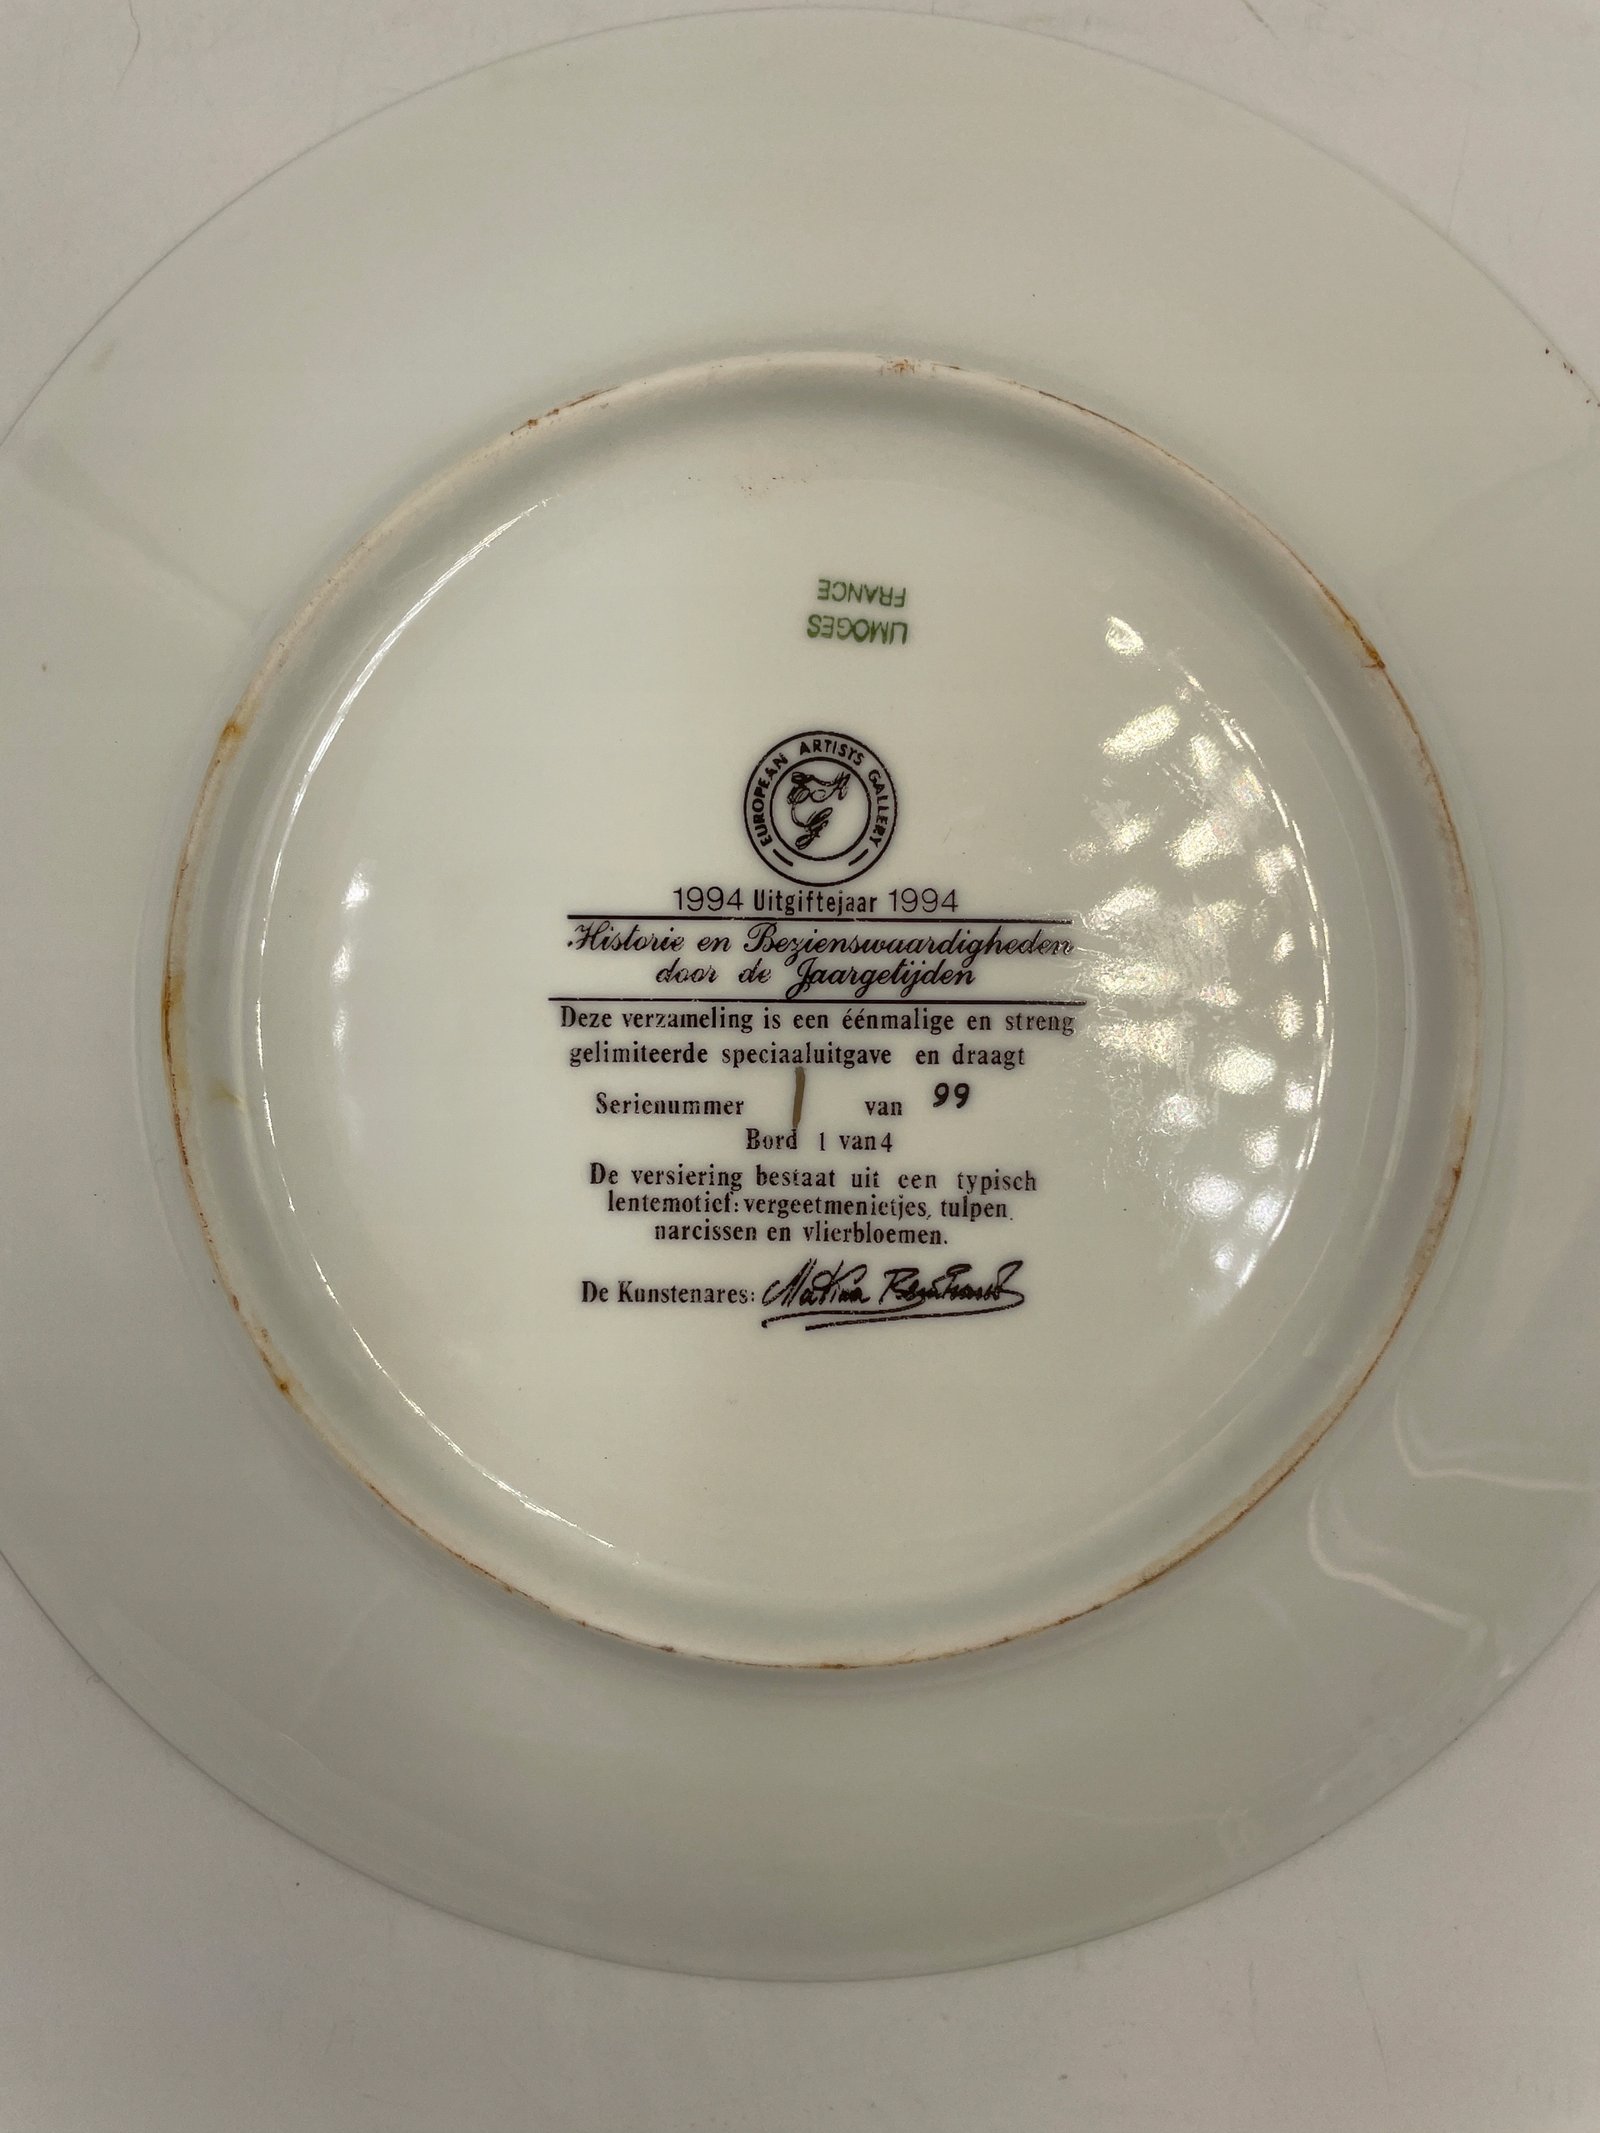 LIMOGES
FRANCE
EUROPEAN ARTISTS GALLERY
EAG
1994 Uitgiftejaar 1994
Historie en Bezienswaardigheden
door de Jaargetijden
Deze verzameling is een éénmalige en streng
gelimiteerde speciaaluitgave en draagt
Serienummer 1 van 99
Bord 1 van 4
De versiering bestaat uit een typisch
lentemotief: vergeetmenietjes, tulpen,
narcissen en vlierbloemen.
De Kunstenares: